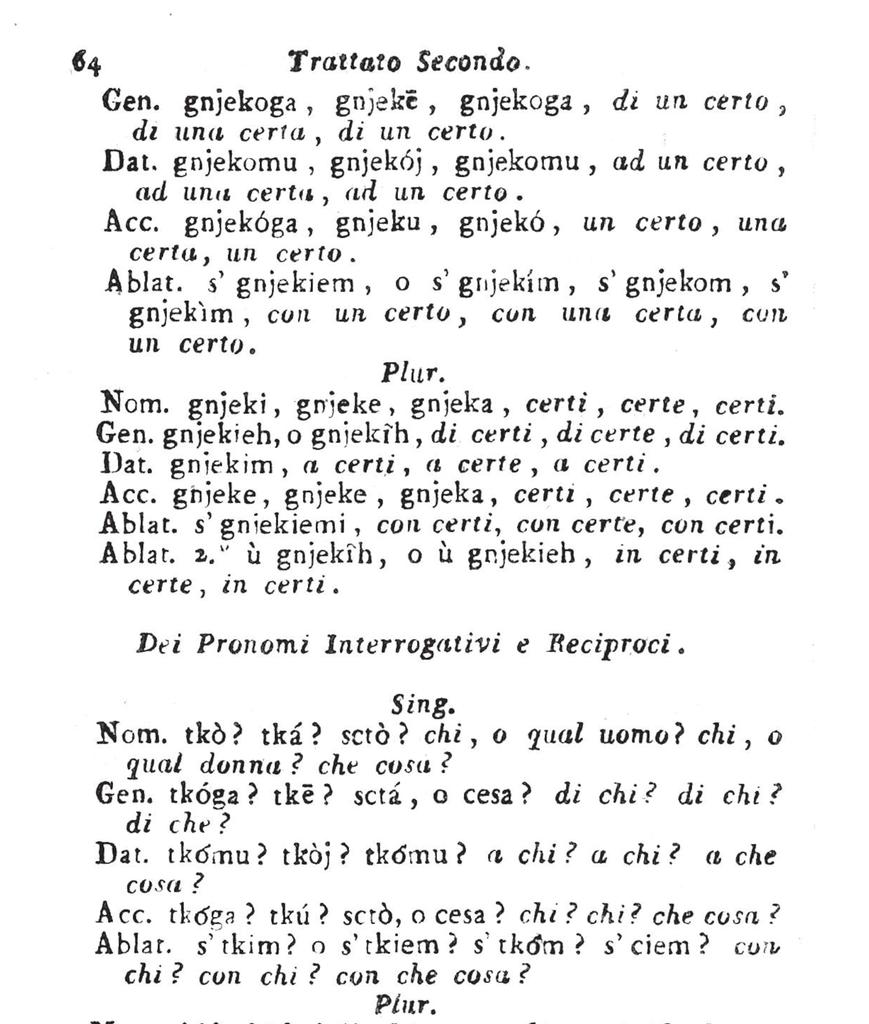 64 Trattato Secondo.
Gen. gnjekoga, gnjekē, gnjekoga, di un certo,
di una certa, di un certo.
Dat. gnjekomu, gnjekój, gnjekomu, ad un certo,
ad una certa, ad un certo.
Acc. gnjekóga, gnjeku, gnjekó, un certo, una
certa, un certo.
Ablat. s' gnjekiem, o s' gnjekím, s' gnjekom, s'
gnjekìm, con un certo, con una certa, con
un certo.
Plur.
Nom. gnjeki, gnjeke, gnjeka, certi, certe, certi.
Gen. gnjekieh, o gnjekîh, di certi, di certe, di certi.
Dat. gnjekim, a certi, a certe, a certi.
Acc. gnjeke, gnjeke, gnjeka, certi, certe, certi.
Ablat. s' gnjekiemi, con certi, con certe, con certi.
Ablat. 2." ù gnjekîh, o ù gnjekieh, in certi, in
certe, in certi.
Dei Pronomi Interrogativi e Reciproci.
Sing.
Nom. tkò? tká? sctò? chi, o qual uomo? chi, o
qual donna? che cosa?
Gen. tkóga? tkē? sctá, o cesa? di chi? di chi?
di che?
Dat. tkómu? tkòj? tkómu? a chi? a chi? a che
cosa?
Acc. tkóga? tkú? sctò, o cesa? chi? chi? che cosa?
Ablat. s' tkim? o s' tkiem? s' tkóm? s' ciem? con
chi? con chi? con che cosa?
Plur.